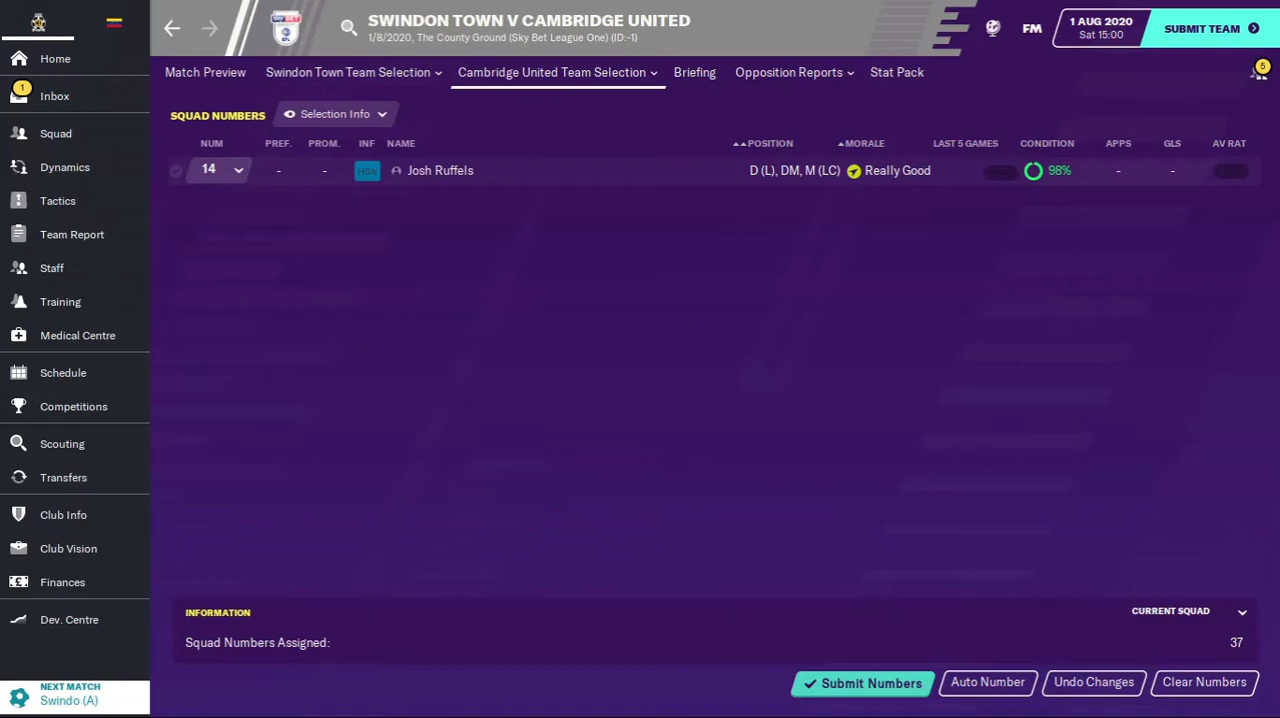 SWINDON TOWN V CAMBRIDGE UNITED
1/8/2020, The County Ground (Sky Bet League One) (ID:-1)
FM
1 AUG 2020
Sat 15:00
SUBMIT TEAM
Match Preview
Swindon Town Team Selection
Cambridge United Team Selection
Briefing
Opposition Reports
Stat Pack
5
Home
1
Inbox
Squad
Dynamics
Tactics
Team Report
Staff
Training
Medical Centre
Schedule
Competitions
Scouting
Transfers
Club Info
Club Vision
Finances
Dev. Centre
NEXT MATCH
Swindo (A)
SQUAD NUMBERS
Selection Info
NUM PREF. PROM. INF NAME POSITION MORALE LAST 5 GAMES CONDITION APPS GLS AV RAT
14 - - HGN Josh Ruffels D (L), DM, M (LC) Really Good 98% - -
INFORMATION
CURRENT SQUAD
Squad Numbers Assigned: 37
Submit Numbers
Auto Number
Undo Changes
Clear Numbers